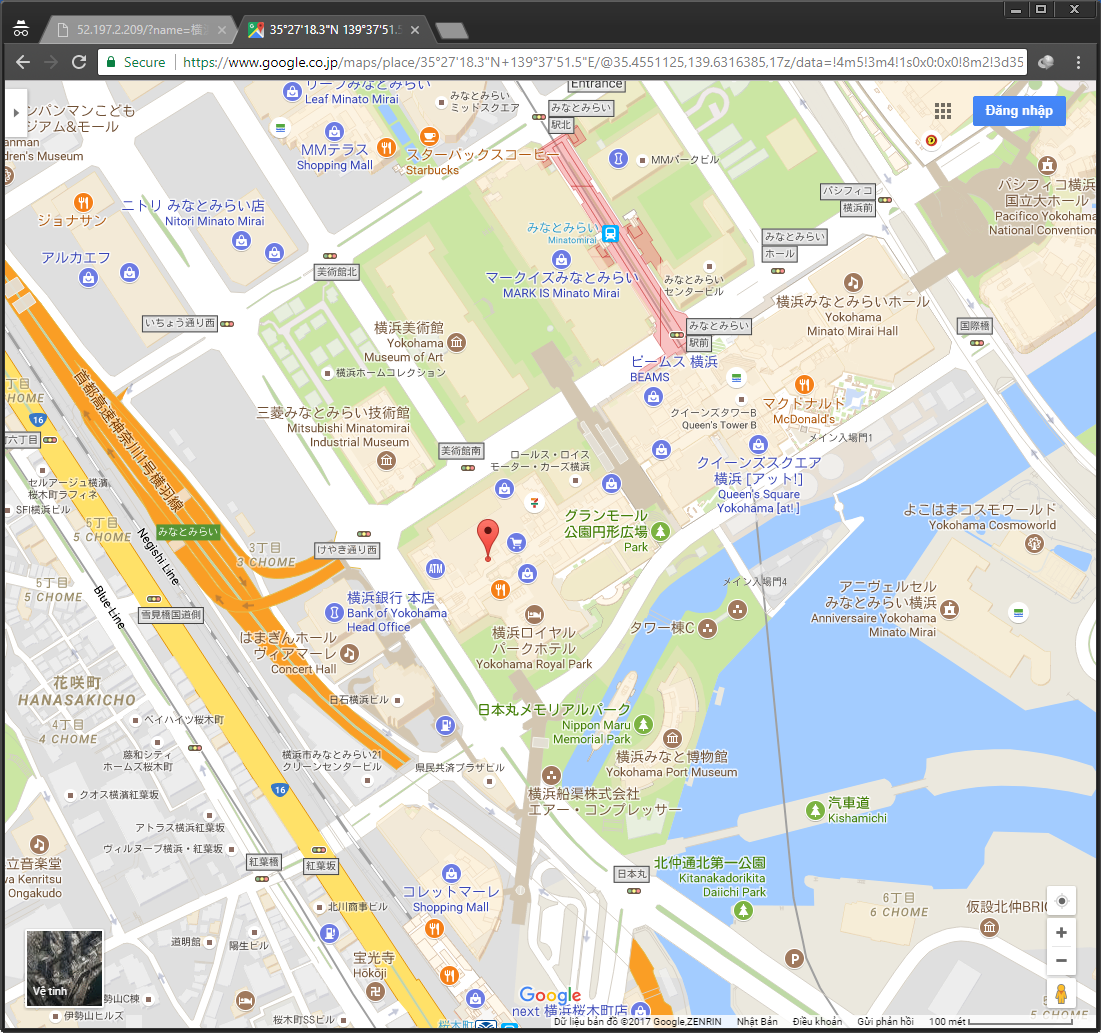 52.197.2.209/?name=横
35°27'18.3"N 139°37'51.5
Secure
https://www.google.co.jp/maps/place/35°27'18.3"N+139°37'51.5"E/@35.4551125,139.6316385,17z/data=!4m5!3m4!1s0x0:0x0!8m2!3d35
Đăng nhập
ンパンマンこども
ジアム&モール
anman
dren's Museum
リーフみなとみらい
Leaf Minato Mirai
みなとみらい
ミッドスクエア
Entrance
みなとみらい
駅北
MMテラス
Shopping Mall
スターバックスコーヒー
Starbucks
MMパークビル
パシフィコ
横浜前
パシフィコ横浜
国立大ホール
Pacifico Yokohama
National Convention
ジョナサン
ニトリ みなとみらい店
Nitori Minato Mirai
みなとみらい
Minatomirai
みなとみらい
ホール
アルカエフ
美術館北
マークイズみなとみらい
MARK IS Minato Mirai
みなとみらい
センタービル
横浜みなとみらいホール
Yokohama
Minato Mirai Hall
いちょう通り西
横浜美術館
Yokohama
Museum of Art
みなとみらい
駅前
国際橋
ビームス 横浜
BEAMS
横浜ホームコレクション
丁目
HOME
首都高速神奈川1号横羽線
16
三菱みなとみらい技術館
Mitsubishi Minatomirai
Industrial Museum
クイーンズタワーB
Queen's Tower B
マクドナルド
McDonald's
町六丁目
美術館南
ロールス・ロイス
モーター・カーズ横浜
メイン入場門1
クイーンズスクエア
横浜 [アット!]
Queen's Square
Yokohama [at! ]
セルアージュ横濱
桜木町ラフィネ
SFI横浜ビル
5丁目
5 CHOME
みなとみらい
Negishi Line
3丁目
3 CHOME
けやき通り西
グランモール
公園円形広場
Park
よこはまコスモワールド
Yokohama Cosmoworld
ATM
5丁目
5 CHOME
Blue Line
雪見橋国道側
横浜銀行 本店
Bank of Yokohama
Head Office
メイン入場門4
アニヴェルセル
みなとみらい横浜
Anniversaire Yokohama
Minato Mirai
はまぎんホール
ヴィアマーレ
Concert Hall
横浜ロイヤル
パークホテル
Yokohama Royal Park
タワー棟C
花咲町
HANASAKICHO
4丁目
4 CHOME
日石横浜ビル
日本丸メモリアルパーク
Nippon Maru
Memorial Park
ベイハイツ桜木町
藤和シティ
ホームズ桜木町
横浜市みなとみらい21
クリーンセンタービル
県民共済プラザビル
横浜みなと博物館
Yokohama Port Museum
16
クオス横濱紅葉坂
横浜船渠株式会社
エアー・コンプレッサー
汽車道
Kishamichi
アトラス横浜紅葉坂
ヴィルヌーブ横浜・紅葉坂
立音楽堂
wa Kenritsu
Ongakudo
紅葉橋
紅葉坂
コレットマーレ
Shopping Mall
日本丸
北仲通北第一公園
Kitanakadorikita
Daiichi Park
6丁目
6 CHOME
仮設北仲BRIC
北川商事ビル
道明館
陽生ビル
宝光寺
Hōkōji
P
Vệ tinh
勢山C棟
伊勢山ヒルズ
桜木町SSビル
桜木町
Google
next 横浜桜木町店
5 CHOME
Dữ liệu bản đồ ©2017 Google,ZENRIN
Nhật Bản
Điều khoản
Gửi phản hồi
100 mét